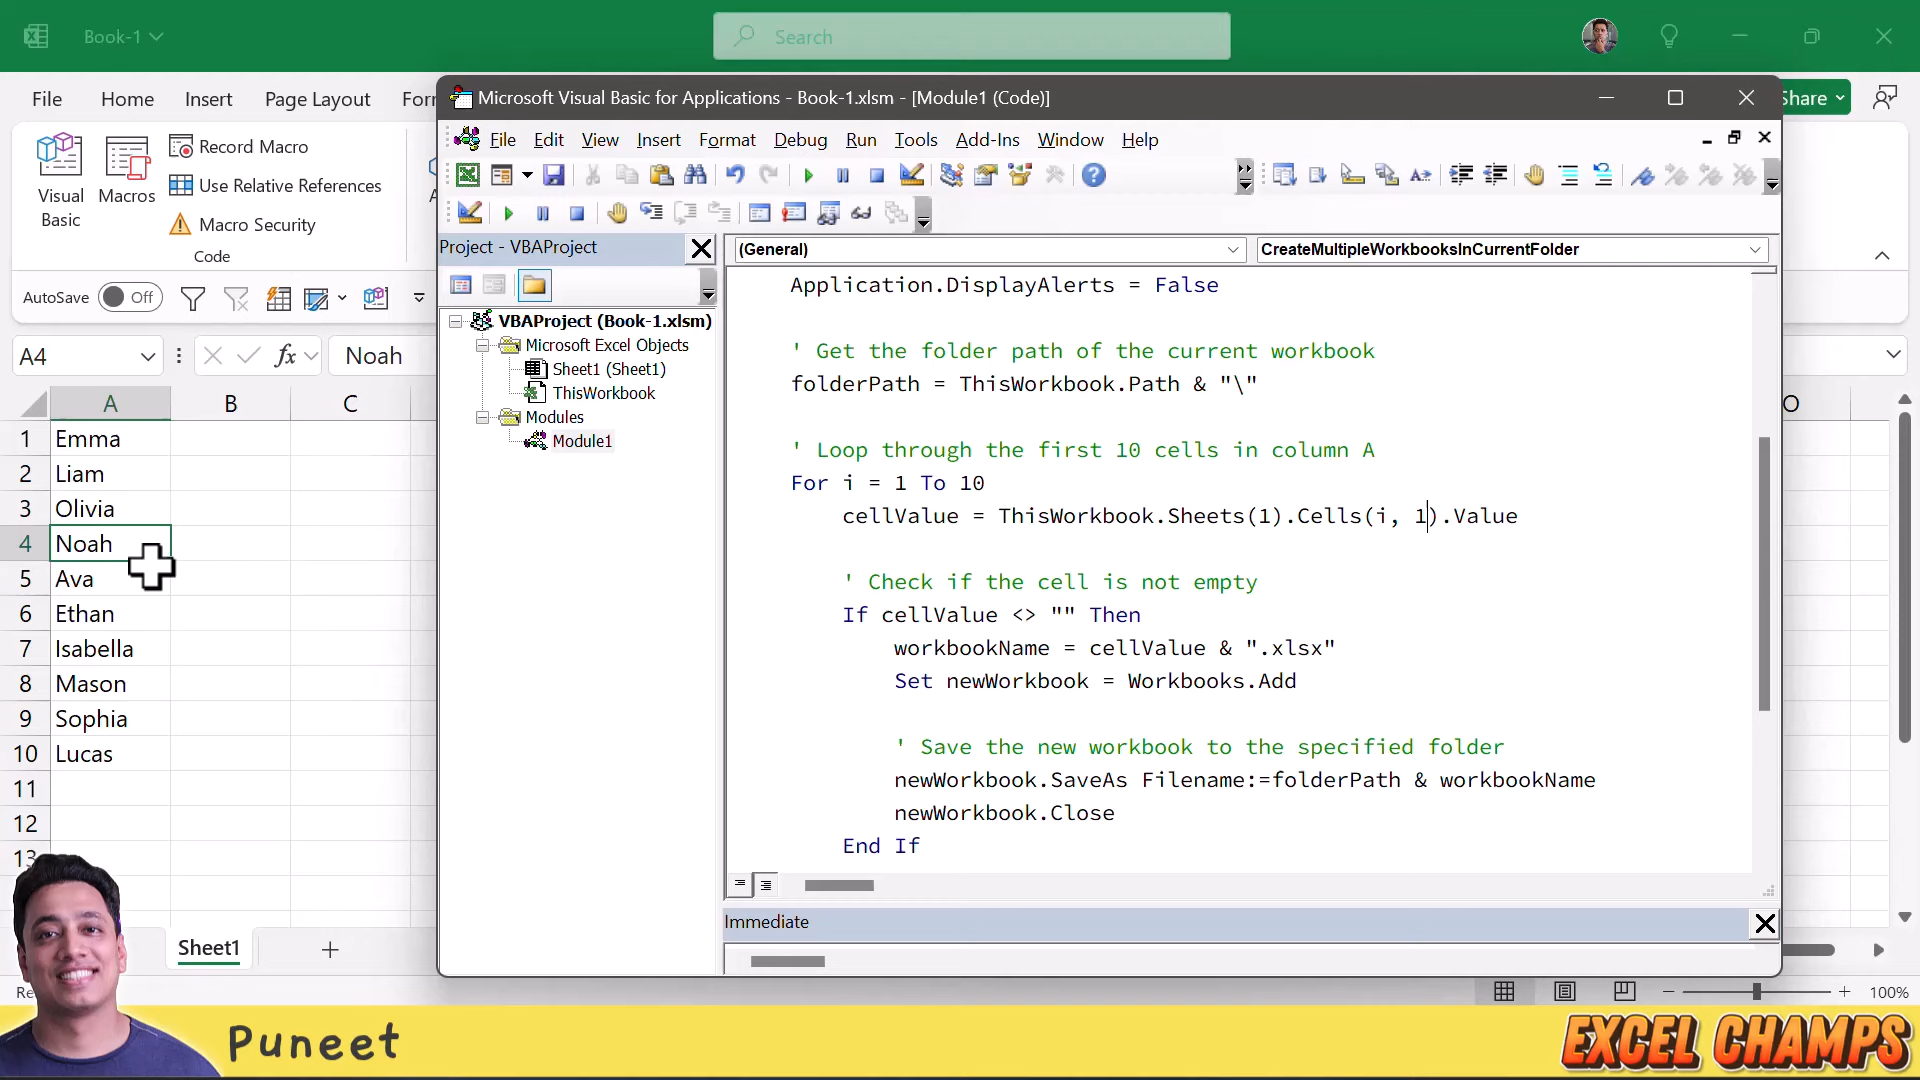 Book-1
Search
File Home Insert Page Layout For
Share
Microsoft Visual Basic for Applications - Book-1.xlsm - [Module1 (Code)]
File Edit View Insert Format Debug Run Tools Add-Ins Window Help
Visual Basic
Macros
Record Macro
Use Relative References
Macro Security
Code
AutoSave Off
A4
fx
Noah
A B C
O
1 Emma
2 Liam
3 Olivia
4 Noah
5 Ava
6 Ethan
7 Isabella
8 Mason
9 Sophia
10 Lucas
11
12
13
Sheet1
Project - VBAProject
VBAProject (Book-1.xlsm)
Microsoft Excel Objects
Sheet1 (Sheet1)
ThisWorkbook
Modules
Module1
(General)
CreateMultipleWorkbooksInCurrentFolder
Application.DisplayAlerts = False
' Get the folder path of the current workbook
folderPath = ThisWorkbook.Path & "\"
' Loop through the first 10 cells in column A
For i = 1 To 10
cellValue = ThisWorkbook.Sheets(1).Cells(i, 1).Value
' Check if the cell is not empty
If cellValue <> "" Then
workbookName = cellValue & ".xlsx"
Set newWorkbook = Workbooks.Add
' Save the new workbook to the specified folder
newWorkbook.SaveAs Filename:=folderPath & workbookName
newWorkbook.Close
End If
Immediate
100%
Puneet
EXCEL CHAMPS